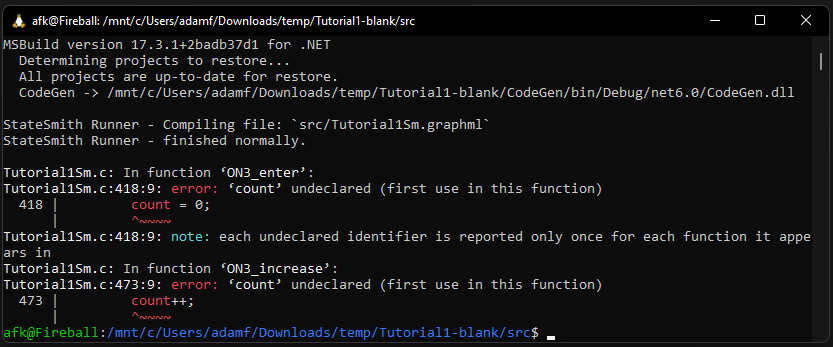 afk@Fireball: /mnt/c/Users/adamf/Downloads/temp/Tutorial1-blank/src
MSBuild version 17.3.1+2badb37d1 for .NET
  Determining projects to restore...
  All projects are up-to-date for restore.
  CodeGen -> /mnt/c/Users/adamf/Downloads/temp/Tutorial1-blank/CodeGen/bin/Debug/net6.0/CodeGen.dll

StateSmith Runner - Compiling file: `src/Tutorial1Sm.graphml`
StateSmith Runner - finished normally.

Tutorial1Sm.c: In function ‘ON3_enter’:
Tutorial1Sm.c:418:9: error: ‘count’ undeclared (first use in this function)
  418 |         count = 0;
      |         ^~~~~
Tutorial1Sm.c:418:9: note: each undeclared identifier is reported only once for each function it appe
ars in
Tutorial1Sm.c: In function ‘ON3_increase’:
Tutorial1Sm.c:473:9: error: ‘count’ undeclared (first use in this function)
  473 |         count++;
      |         ^~~~~
afk@Fireball:/mnt/c/Users/adamf/Downloads/temp/Tutorial1-blank/src$